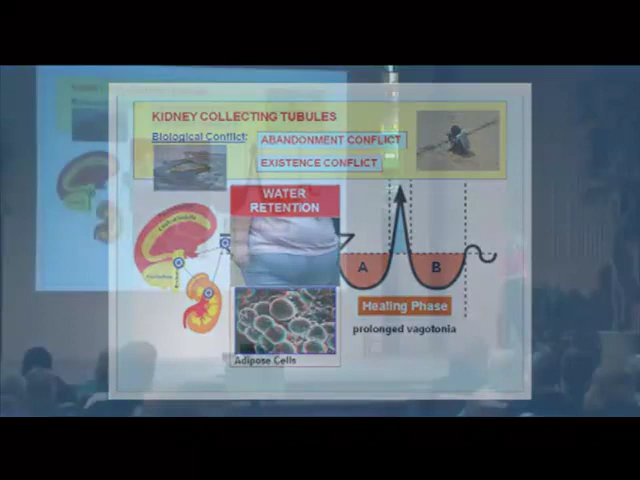 KIDNEY COLLECTING TUBULES
Biological Conflict:
ABANDONMENT CONFLICT
EXISTENCE CONFLICT
WATER
RETENTION
A
B
Healing Phase
prolonged vagotonia
Adipose Cells